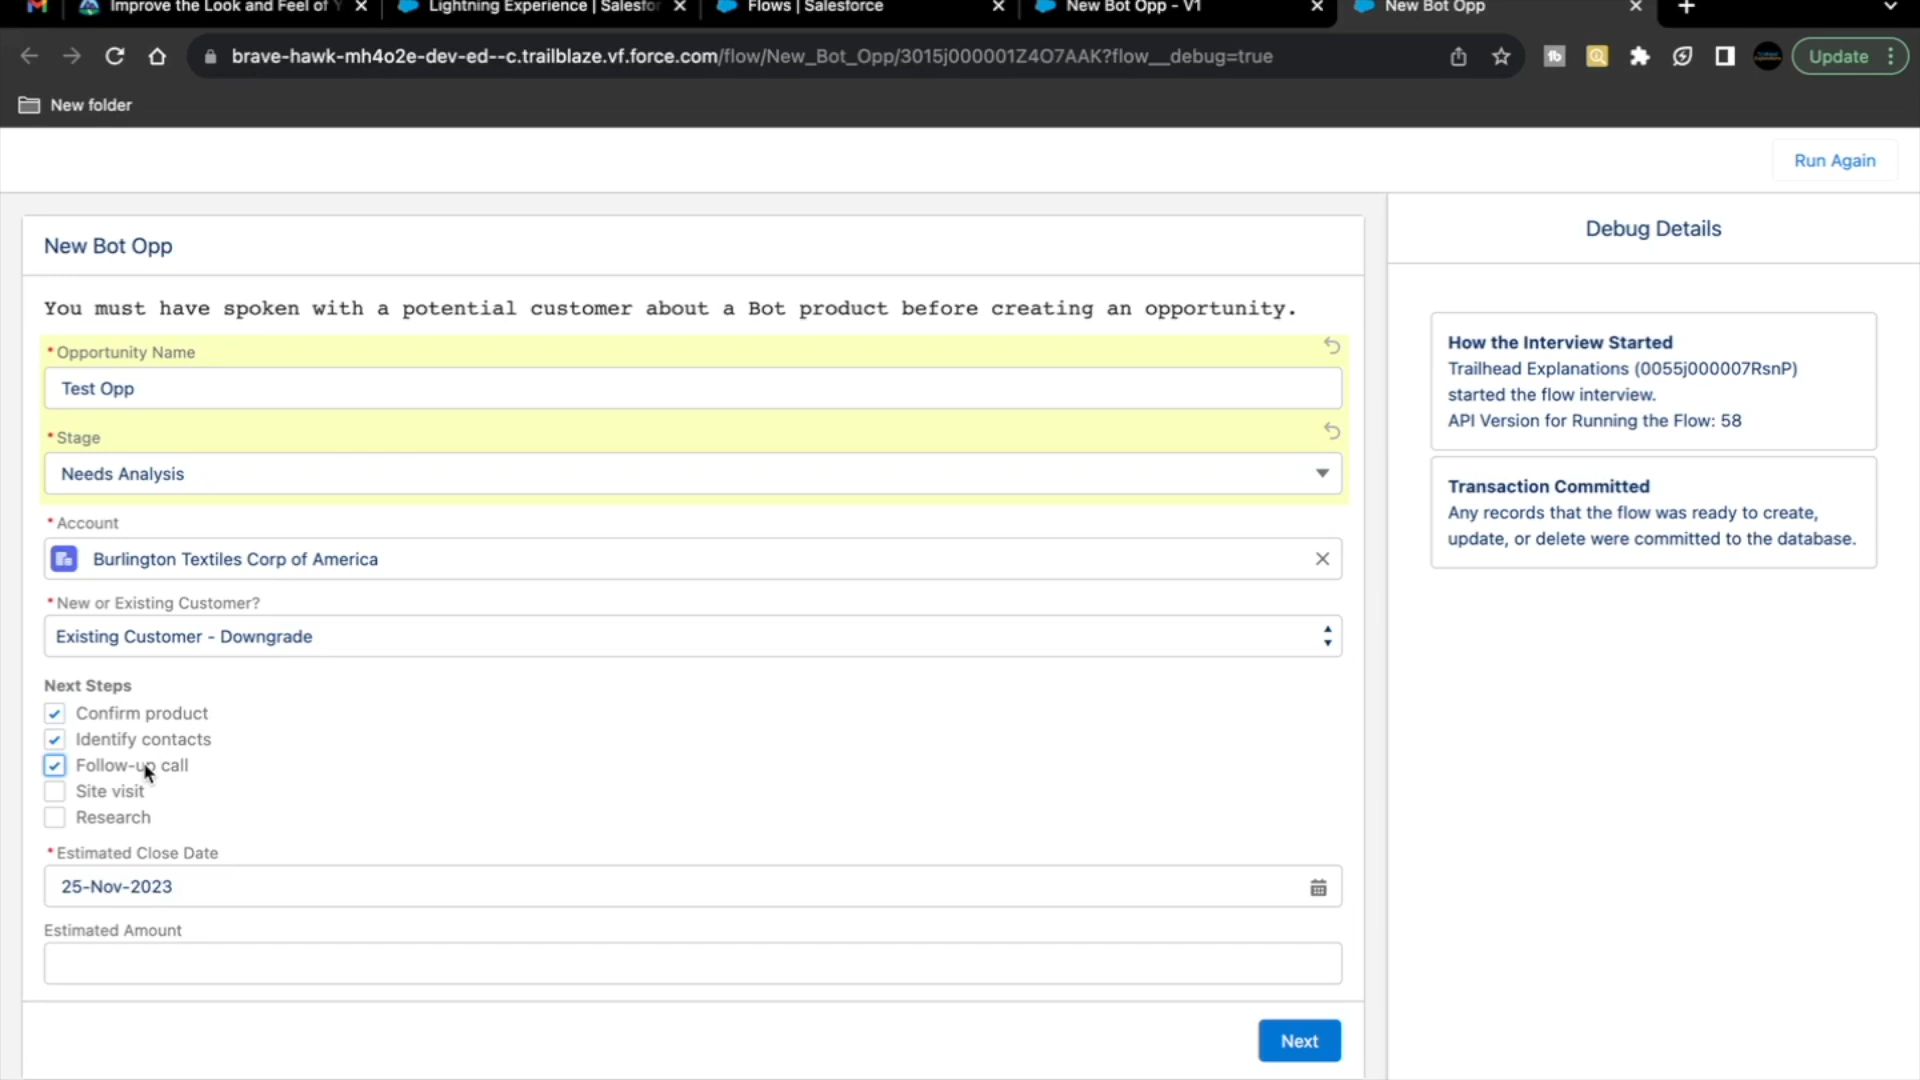 Improve the Look and Feel of
Lightning Experience | Salesfor
Flows | Salesforce
New Bot Opp - V1
New Bot Opp
brave-hawk-mh4o2e-dev-ed--c.trailblaze.vf.force.com/flow/New_Bot_Opp/3015j000001Z4O7AAK?flow__debug=true
Update
New folder
Run Again
New Bot Opp
You must have spoken with a potential customer about a Bot product before creating an opportunity.
* Opportunity Name
Test Opp
* Stage
Needs Analysis
* Account
Burlington Textiles Corp of America
* New or Existing Customer?
Existing Customer - Downgrade
Next Steps
Confirm product
Identify contacts
Follow-up call
Site visit
Research
* Estimated Close Date
25-Nov-2023
Estimated Amount
Next
Debug Details
How the Interview Started
Trailhead Explanations (0055j000007RsnP)
started the flow interview.
API Version for Running the Flow: 58
Transaction Committed
Any records that the flow was ready to create,
update, or delete were committed to the database.